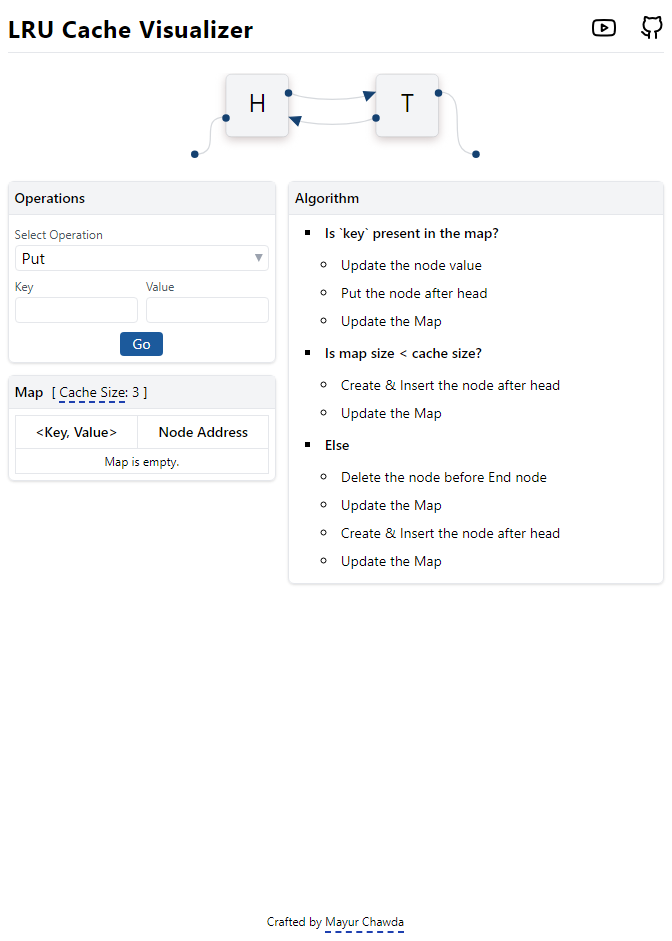 LRU Cache Visualizer
H
T
Operations
Select Operation
Put
Key Value
Go
Map [ Cache Size: 3 ]
<Key, Value> Node Address
Map is empty.
Algorithm
Is `key` present in the map?
Update the node value
Put the node after head
Update the Map
Is map size < cache size?
Create & Insert the node after head
Update the Map
Else
Delete the node before End node
Update the Map
Create & Insert the node after head
Update the Map
Crafted by Mayur Chawda